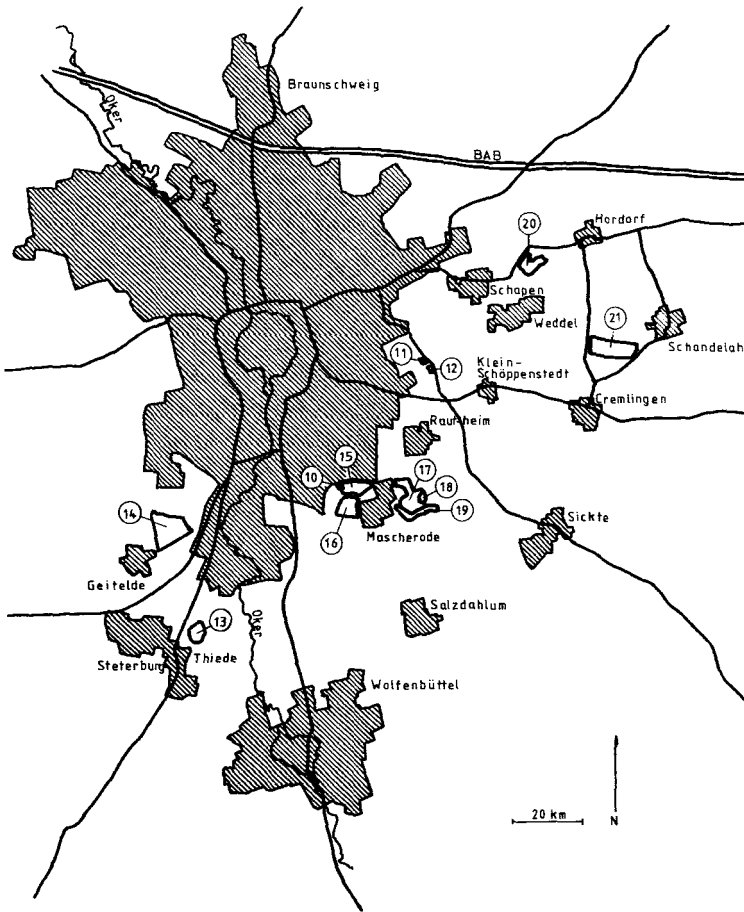 Braunschweig
Oker
BAB
20
Hordorf
Schapen
Weddel
21
Schandelah
11
12
Klein-
Schöppenstedt
Cremlingen
Rautheim
15
10
17
18
14
19
16
Mascherode
Sickte
Geitelde
Salzdahlum
13
Oker
Steterburg
Thiede
Wolfenbüttel
20 km
N